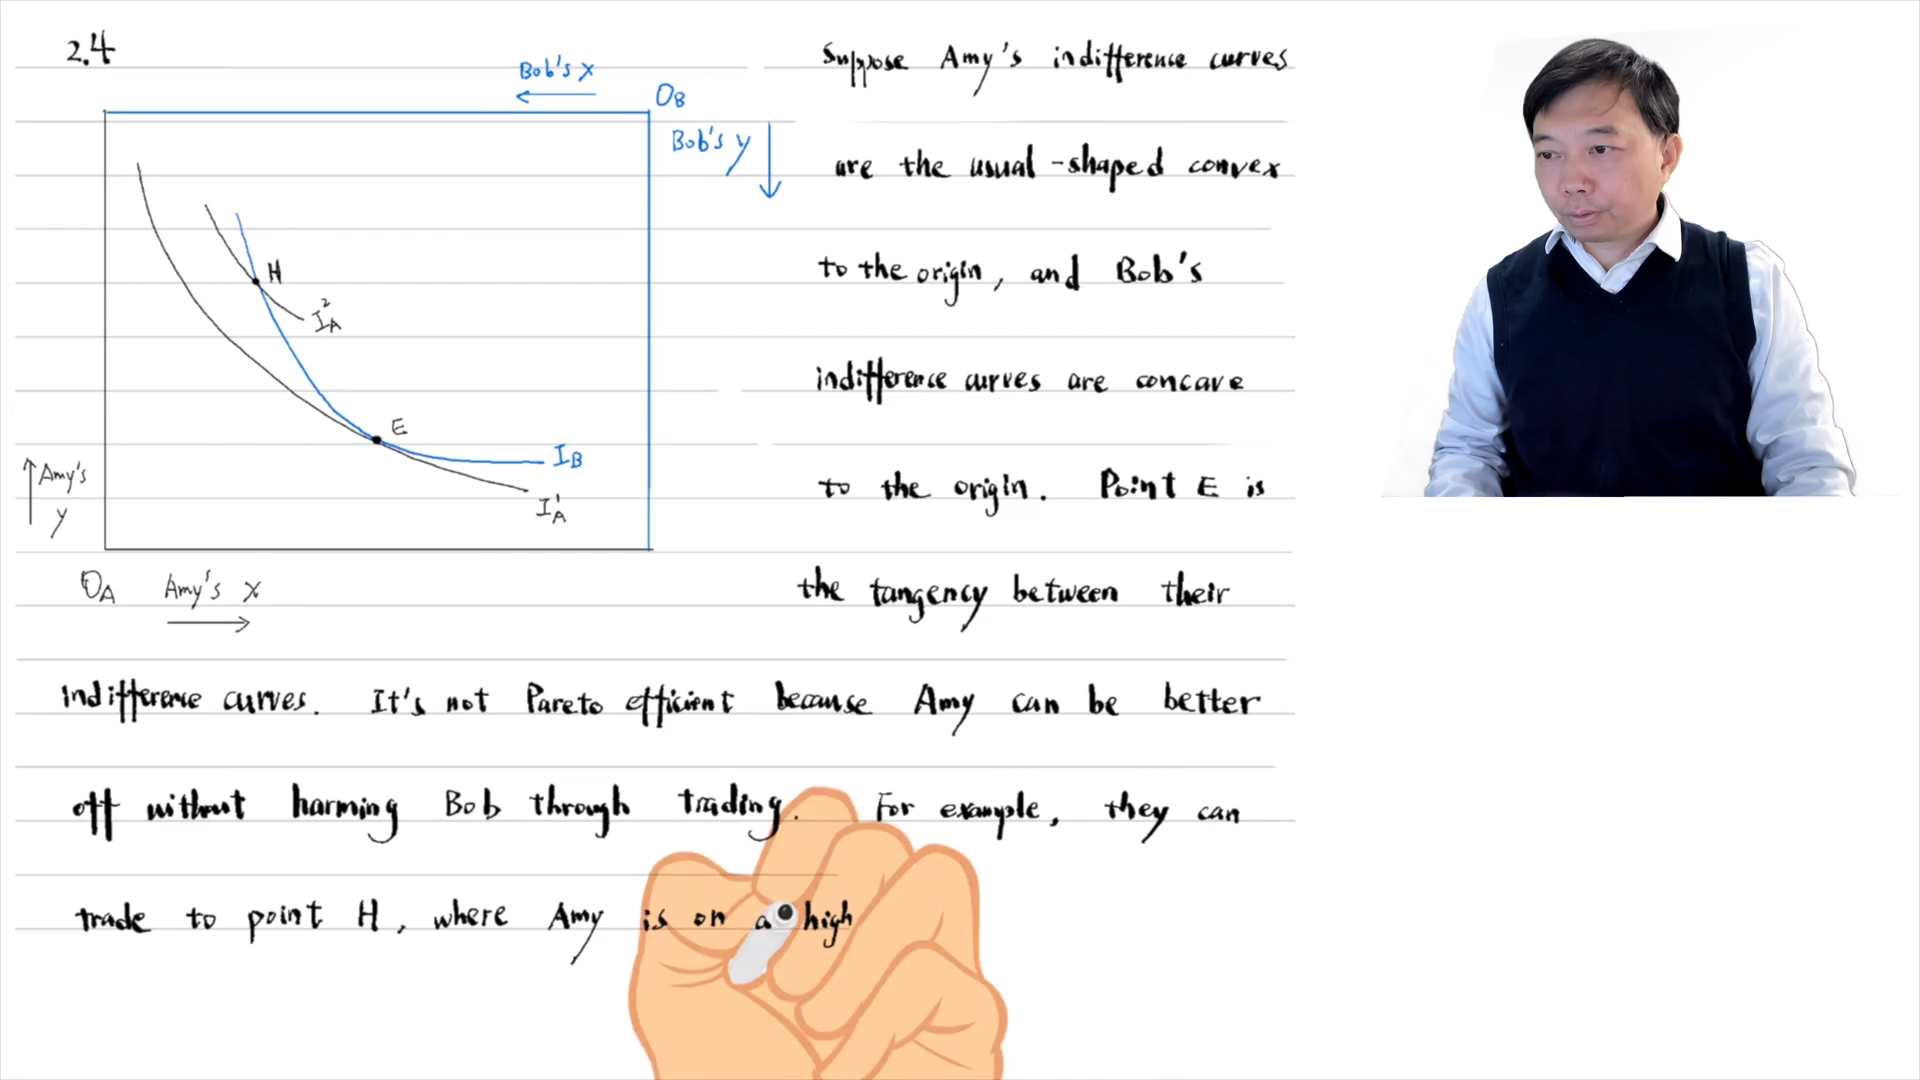 2.4
Bob's x
O_B
Bob's y
H
I_A^2
E
I_B
I_A^1
Amy's
y
O_A Amy's x
Suppose Amy's indifference curves
are the usual-shaped convex
to the origin, and Bob's
indifference curves are concave
to the origin. Point E is
the tangency between their
indifference curves. It's not Pareto efficient because Amy can be better
off without harming Bob through trading. For example, they can
trade to point H, where Amy is on a high